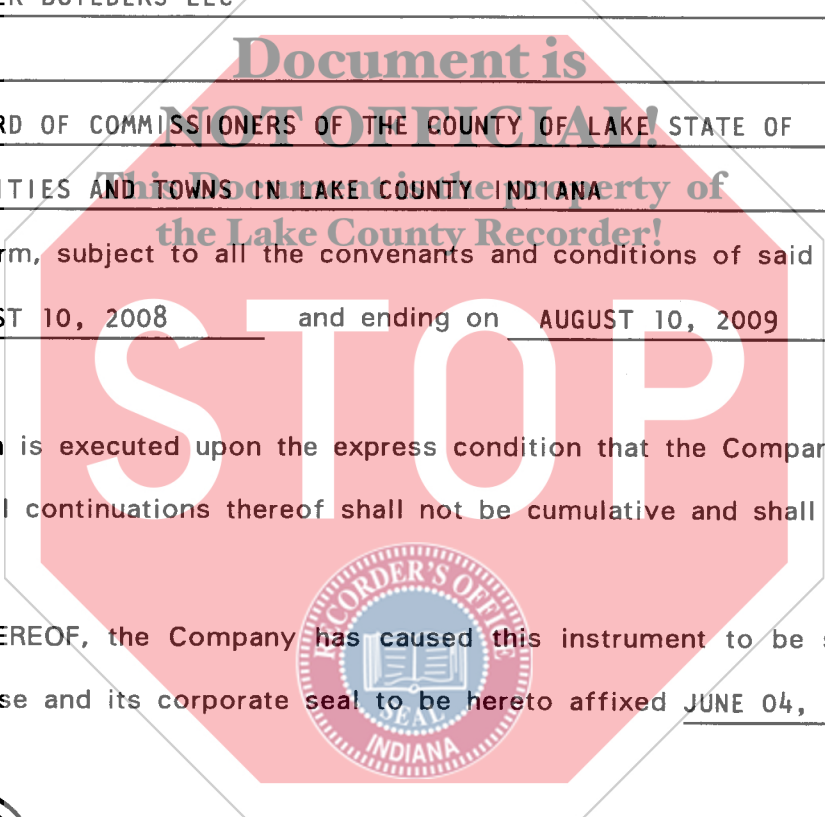 BUILDERS LLC
Document is
NOT OFFICIAL!
RD OF COMMISSIONERS OF THE COUNTY OF LAKE STATE OF
This Document is the property of
ITIES AND TOWNS IN LAKE COUNTY INDIANA
the Lake County Recorder!
rm, subject to all the convenants and conditions of said
ST 10, 2008 and ending on AUGUST 10, 2009
STOP
is executed upon the express condition that the Compan
l continuations thereof shall not be cumulative and shall
RECORDER'S OFFICE
EREOF, the Company has caused this instrument to be s
se and its corporate seal to be hereto affixed JUNE 04,
SEAL
INDIANA